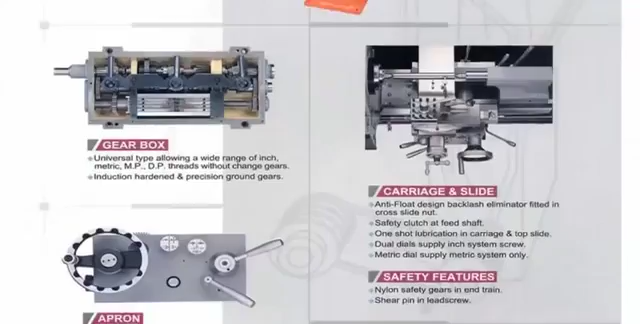 GEAR BOX
Universal type allowing a wide range of inch,
metric, M.P., D.P. threads without change gears.
Induction hardened & precision ground gears.
APRON
CARRIAGE & SLIDE
Anti-Float design backlash eliminator fitted in
cross slide nut.
Safety clutch at feed shaft.
One shot lubrication in carriage & top slide.
Dual dials supply inch system screw.
Metric dial supply metric system only.
SAFETY FEATURES
Nylon safety gears in end train.
Shear pin in leadscrew.